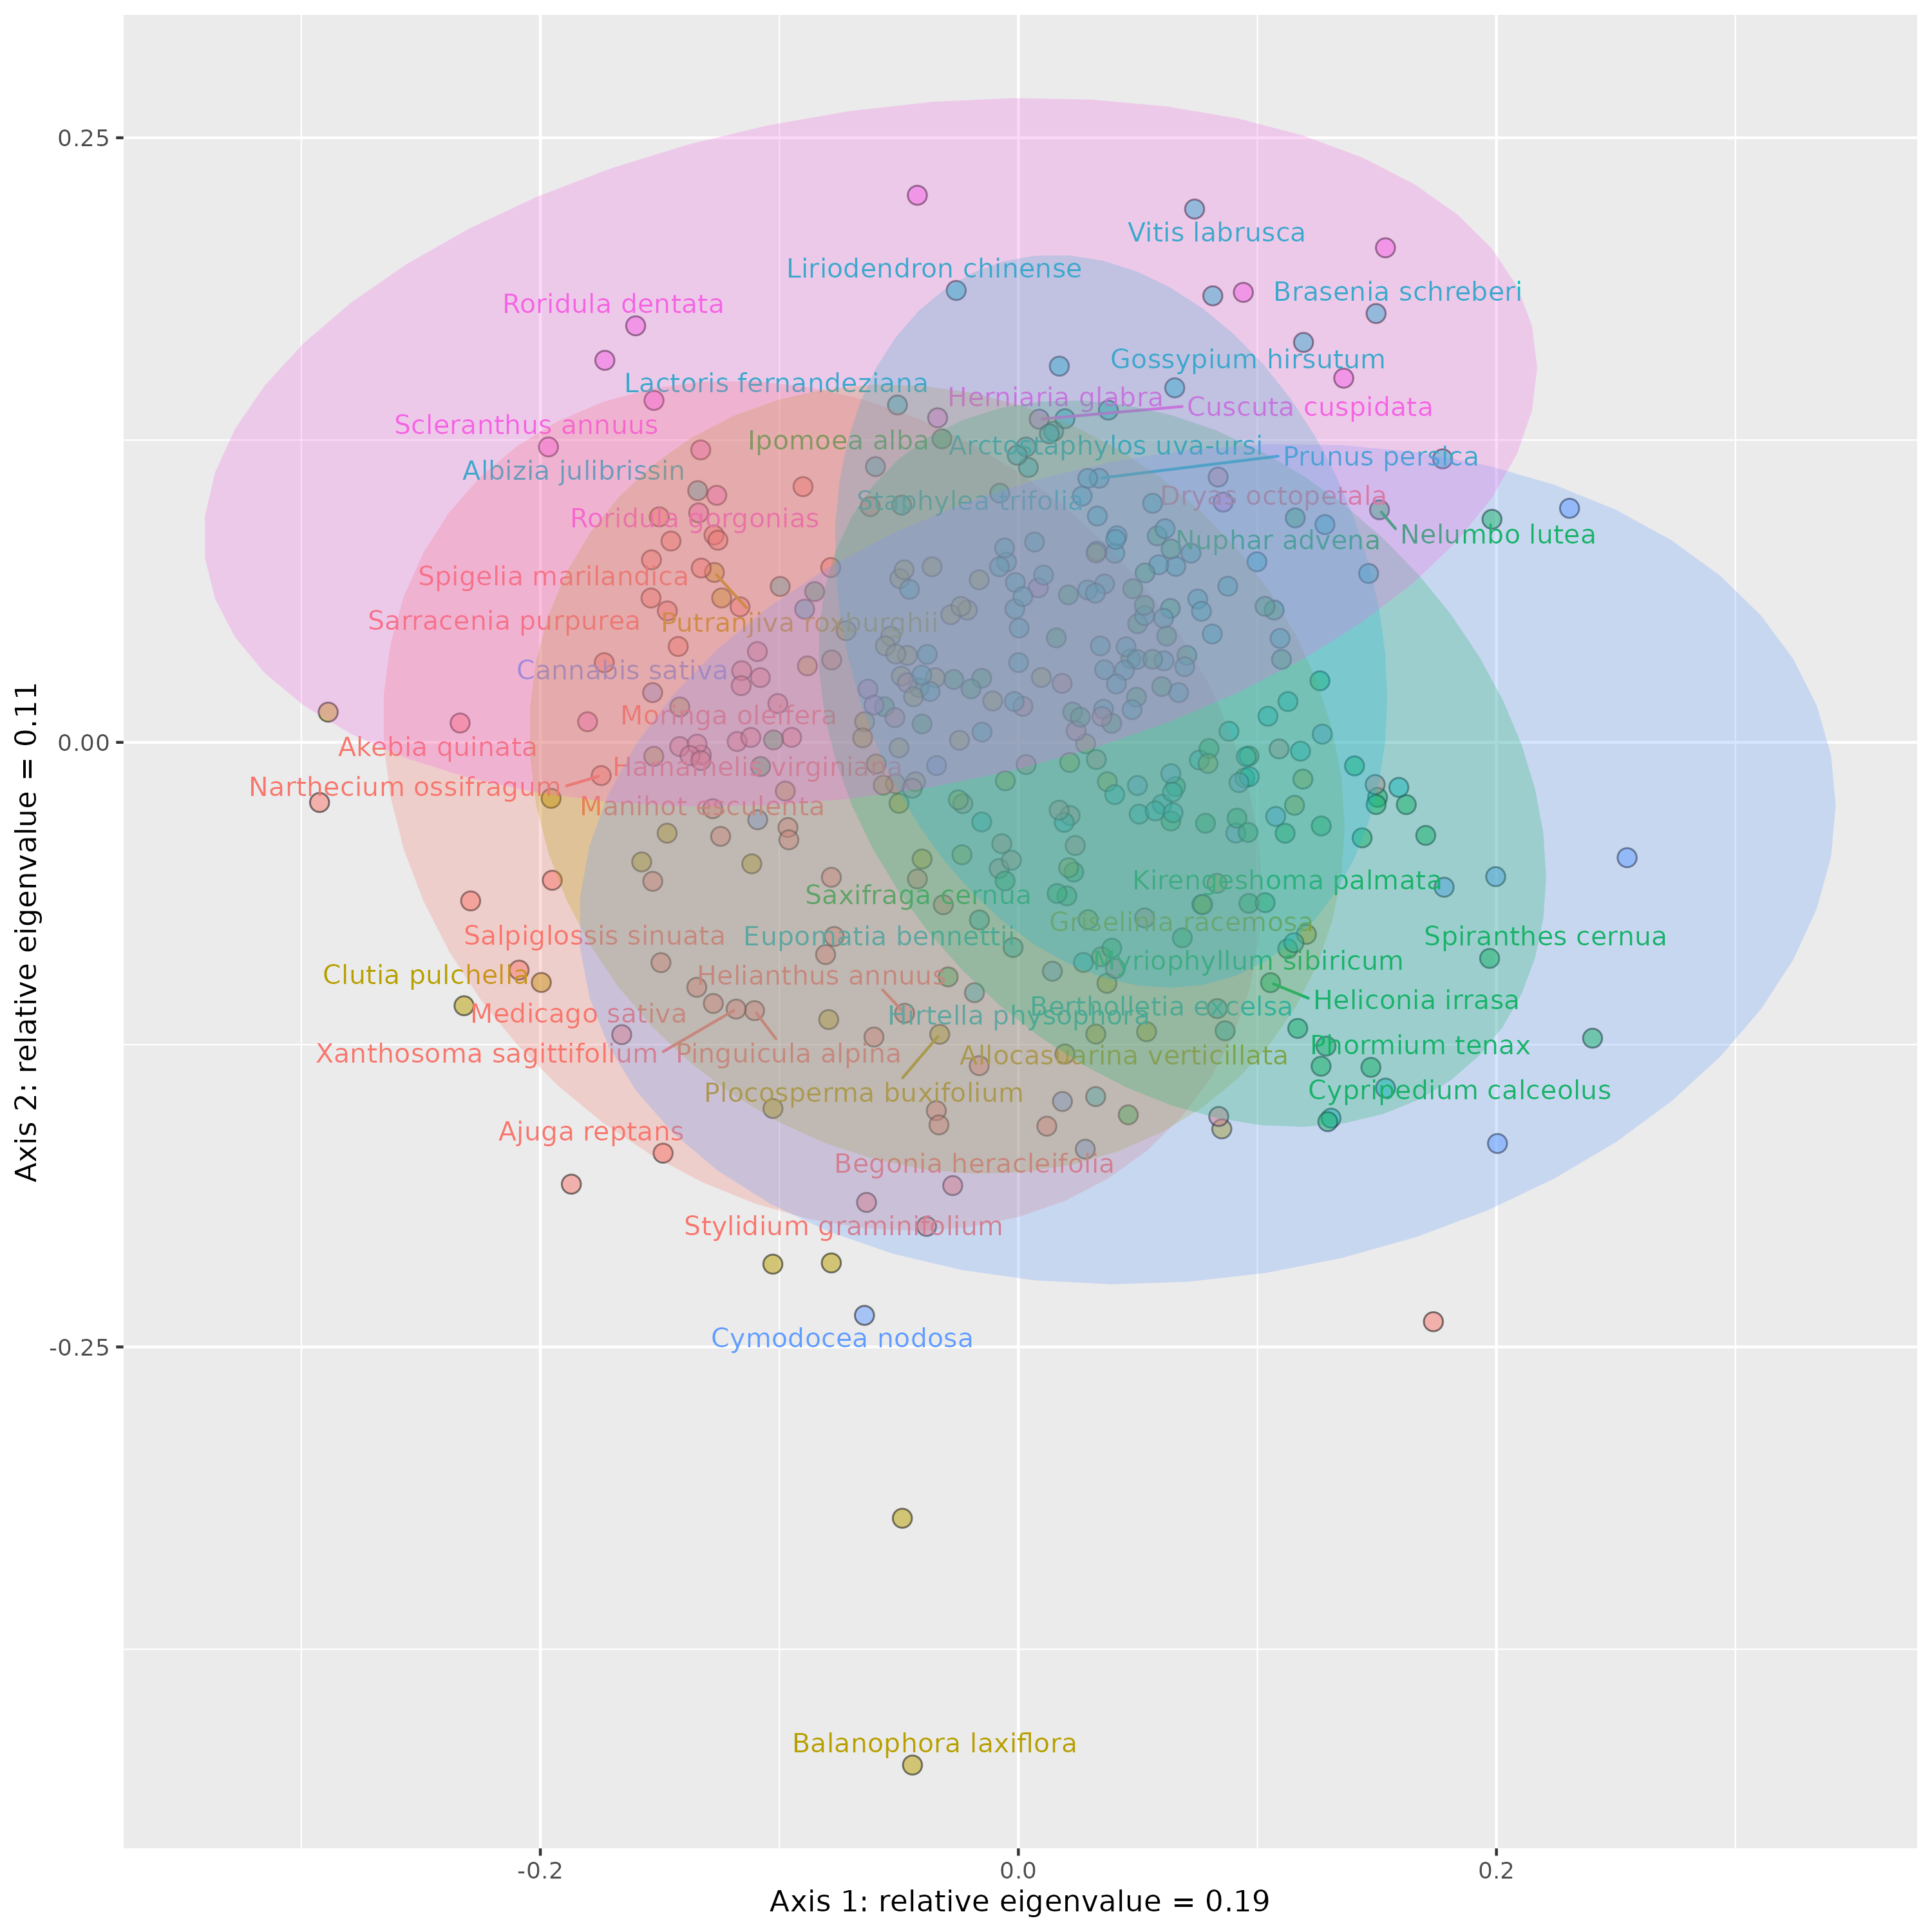 0.25
0.00
-0.25
Axis 2: relative eigenvalue = 0.11
Vitis labrusca
Liriodendron chinense
Brasenia schreberi
Roridula dentata
Gossypium hirsutum
Lactoris fernandeziana
Herniaria glabra
Cuscuta cuspidata
Scleranthus annuus
Ipomoea alba
Arctostaphylos uva-ursi
Prunus persica
Albizia julibrissin
Staphylea trifolia
Dryas octopetala
Roridula gorgonias
Nuphar advena
Nelumbo lutea
Spigelia marilandica
Sarracenia purpurea
Putranjiva roxburghii
Cannabis sativa
Moringa oleifera
Akebia quinata
Hamamelis virginiana
Narthecium ossifragum
Manihot esculenta
Saxifraga cernua
Kirengeshoma palmata
Griselinia racemosa
Salpiglossis sinuata
Eupomatia bennettii
Spiranthes cernua
Clutia pulchella
Helianthus annuus
Myriophyllum sibiricum
Medicago sativa
Hirtella physophora
Bertholletia excelsa
Heliconia irrasa
Xanthosoma sagittifolium
Pinguicula alpina
Allocasuarina verticillata
Phormium tenax
Plocosperma buxifolium
Cypripedium calceolus
Ajuga reptans
Begonia heracleifolia
Stylidium graminifolium
Cymodocea nodosa
Balanophora laxiflora
-0.2
0.0
0.2
Axis 1: relative eigenvalue = 0.19